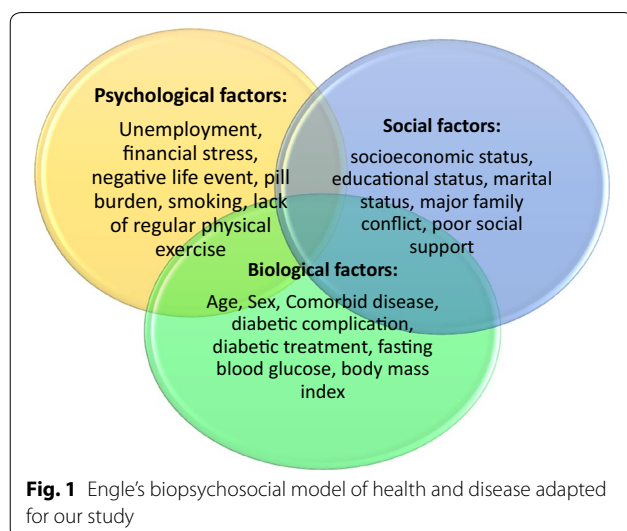 Psychological factors:
Unemployment,
financial stress,
negative life event, pill
burden, smoking, lack
of regular physical
exercise
Social factors:
socioeconomic status,
educational status, marital
status, major family
conflict, poor social
support
Biological factors:
Age, Sex, Comorbid disease,
diabetic complication,
diabetic treatment, fasting
blood glucose, body mass
index
Fig. 1 Engle’s biopsychosocial model of health and disease adapted
for our study